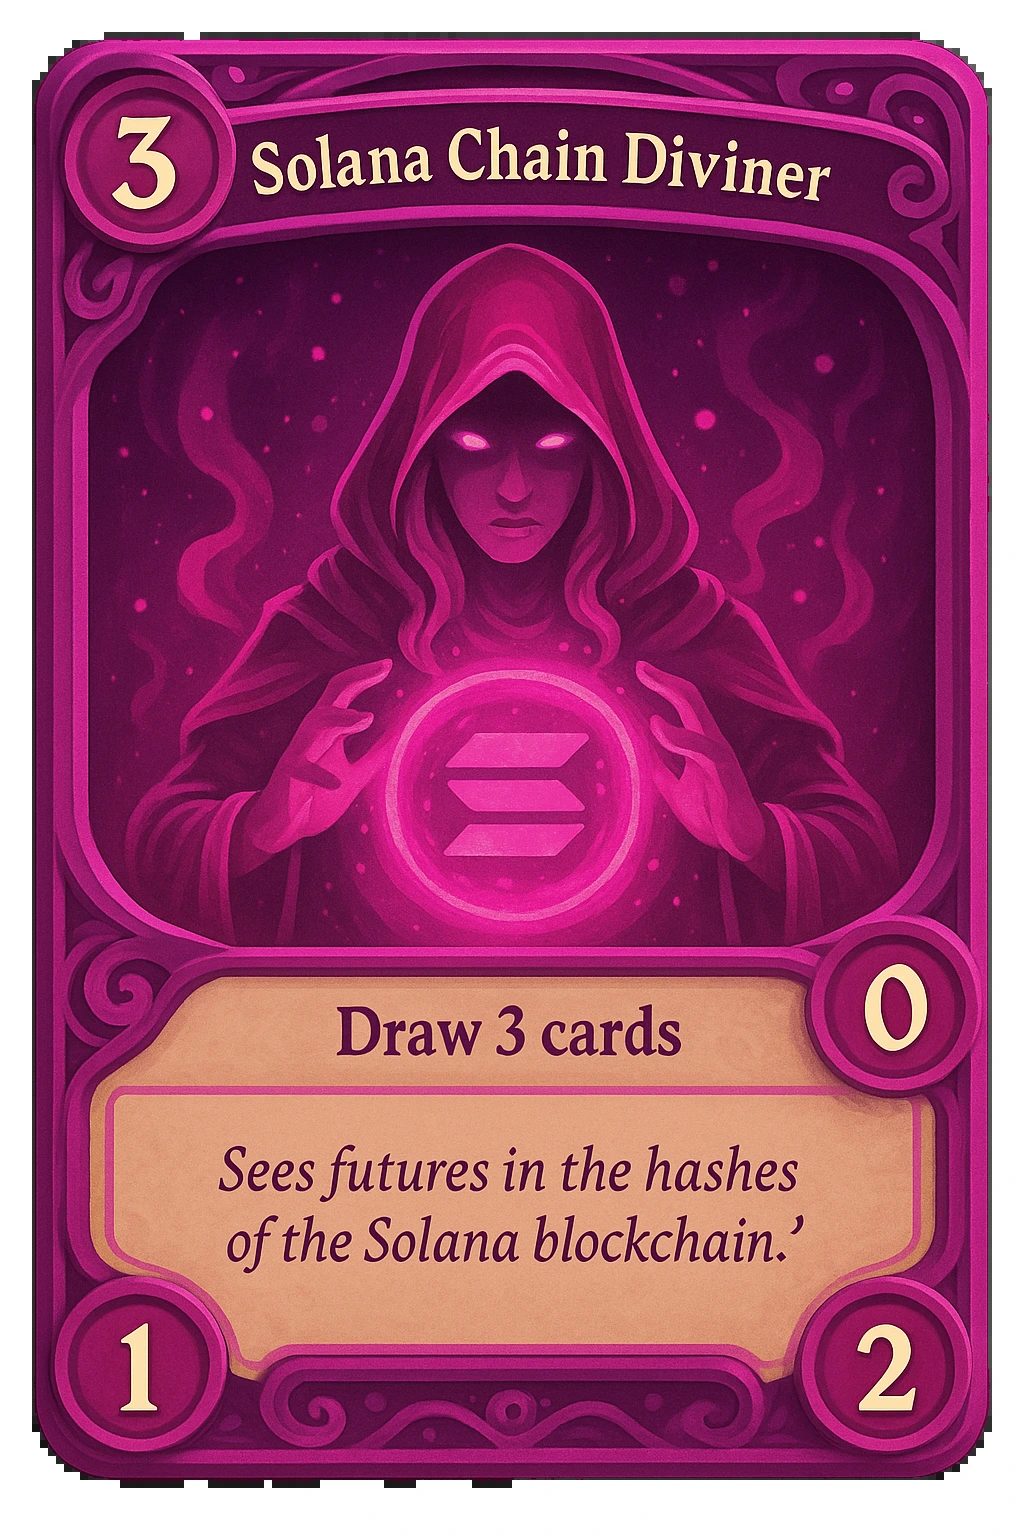 3
Solana Chain Diviner
Draw 3 cards
0
Sees futures in the hashes
of the Solana blockchain.’
1
2